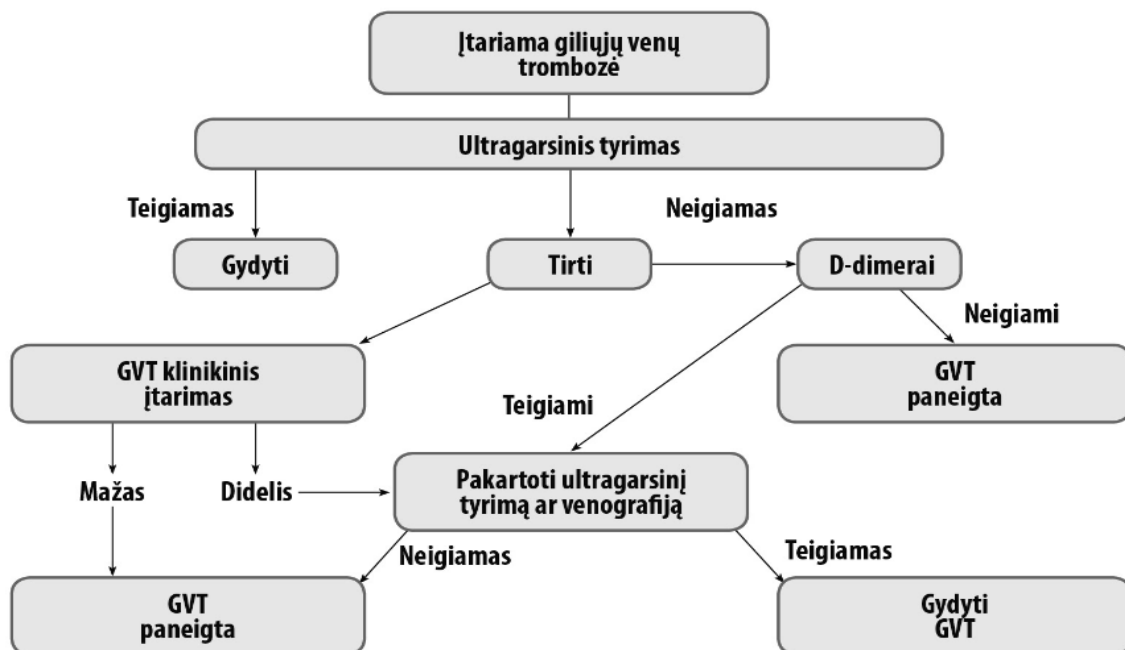 Įtariama giliųjų venų
trombozė
Ultragarsinis tyrimas
Teigiamas
Neigiamas
Gydyti
Tirti
D-dimerai
Neigiami
GVT klinikinis
įtarimas
GVT
paneigta
Teigiami
Mažas
Didelis
Pakartoti ultragarsinį
tyrimą ar venografiją
Neigiamas
Teigiamas
GVT
paneigta
Gydyti
GVT